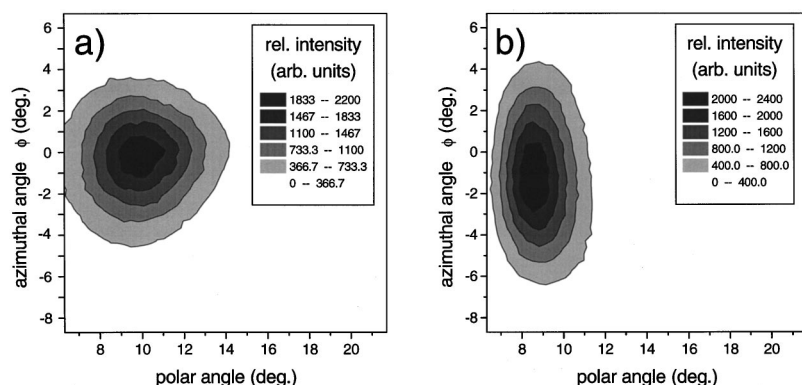 a)
rel. intensity
(arb. units)
1833 -- 2200
1467 -- 1833
1100 -- 1467
733.3 -- 1100
366.7 -- 733.3
0 -- 366.7
azimuthal angle ϕ (deg.)
6
4
2
0
-2
-4
-6
-8
8 10 12 14 16 18 20
polar angle (deg.)
b)
rel. intensity
(arb. units)
2000 -- 2400
1600 -- 2000
1200 -- 1600
800.0 -- 1200
400.0 -- 800.0
0 -- 400.0
azimuthal angle ϕ (deg.)
6
4
2
0
-2
-4
-6
-8
8 10 12 14 16 18 20
polar angle (deg.)